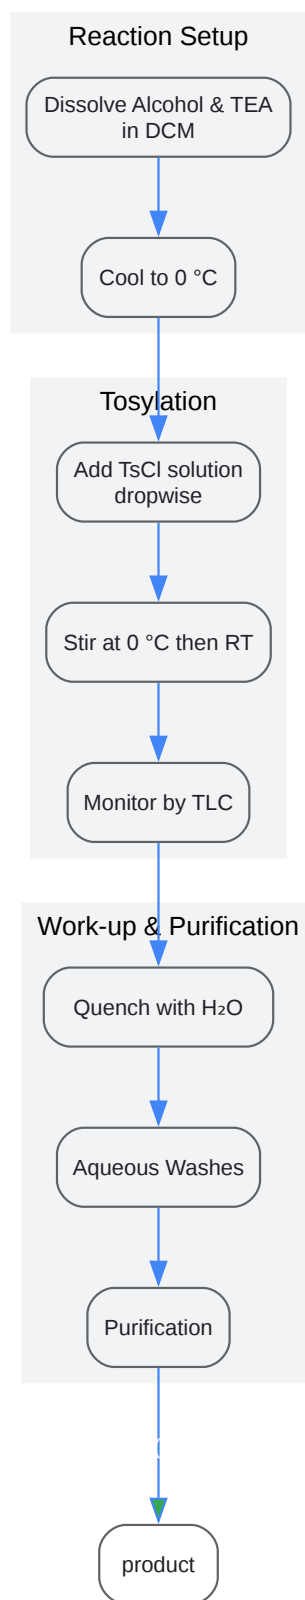 Reaction Setup
Dissolve Alcohol & TEA
in DCM
Cool to 0 °C
Tosylation
Add TsCl solution
dropwise
Stir at 0 °C then RT
Monitor by TLC
Work-up & Purification
Quench with H₂O
Aqueous Washes
Purification
product